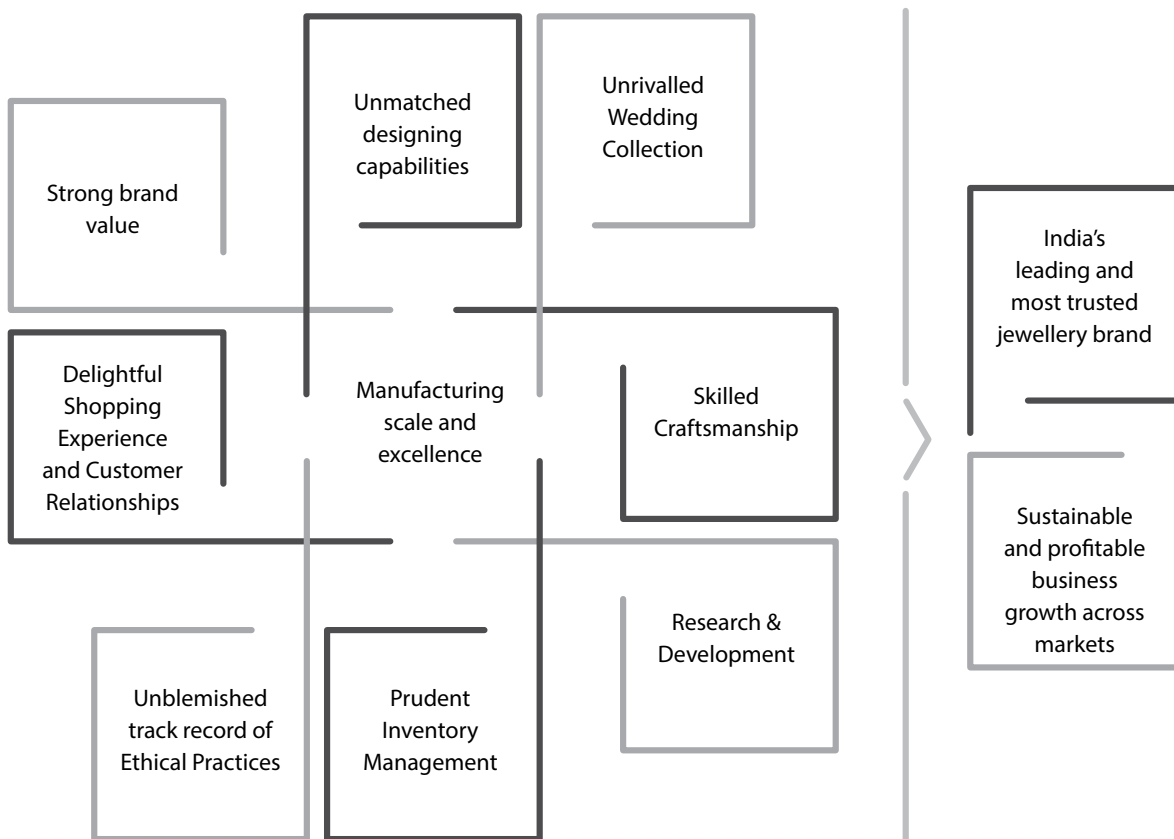 Unmatched
designing
capabilities
Unrivalled
Wedding
Collection
Strong brand
value
Delightful
Shopping
Experience
and Customer
Relationships
Manufacturing
scale and
excellence
Skilled
Craftsmanship
Unblemished
track record of
Ethical Practices
Prudent
Inventory
Management
Research &
Development
India’s
leading and
most trusted
jewellery brand
Sustainable
and profitable
business
growth across
markets